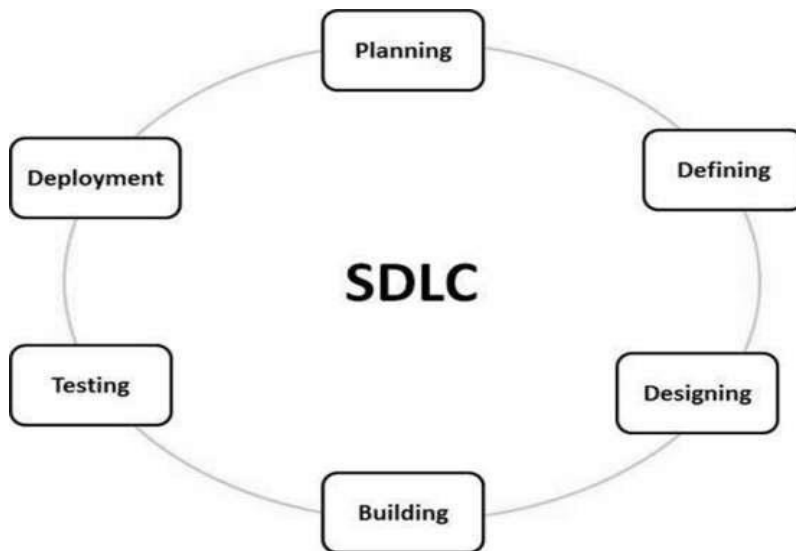 Planning
Defining
Designing
Building
Testing
Deployment
SDLC